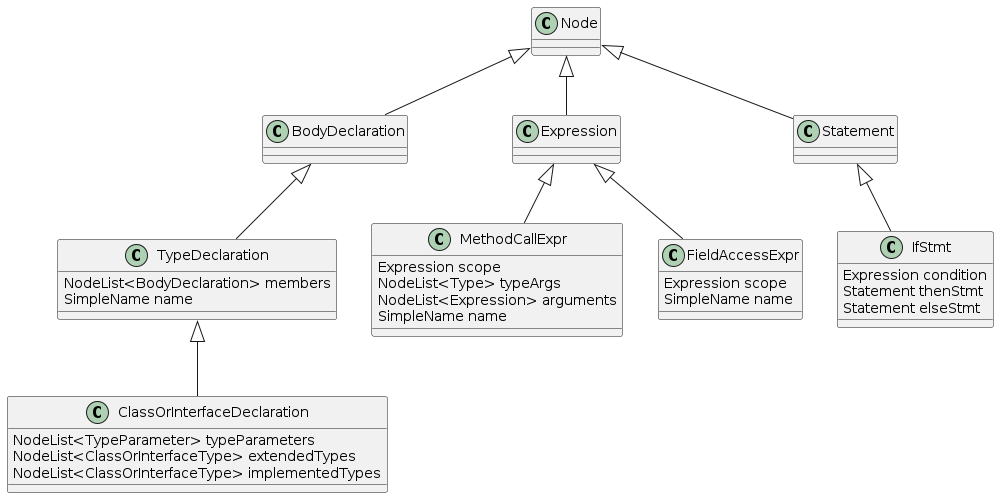 C Node
C BodyDeclaration
C Expression
C Statement
C TypeDeclaration
NodeList<BodyDeclaration> members
SimpleName name
C MethodCallExpr
Expression scope
NodeList<Type> typeArgs
NodeList<Expression> arguments
SimpleName name
C FieldAccessExpr
Expression scope
SimpleName name
C IfStmt
Expression condition
Statement thenStmt
Statement elseStmt
C ClassOrInterfaceDeclaration
NodeList<TypeParameter> typeParameters
NodeList<ClassOrInterfaceType> extendedTypes
NodeList<ClassOrInterfaceType> implementedTypes